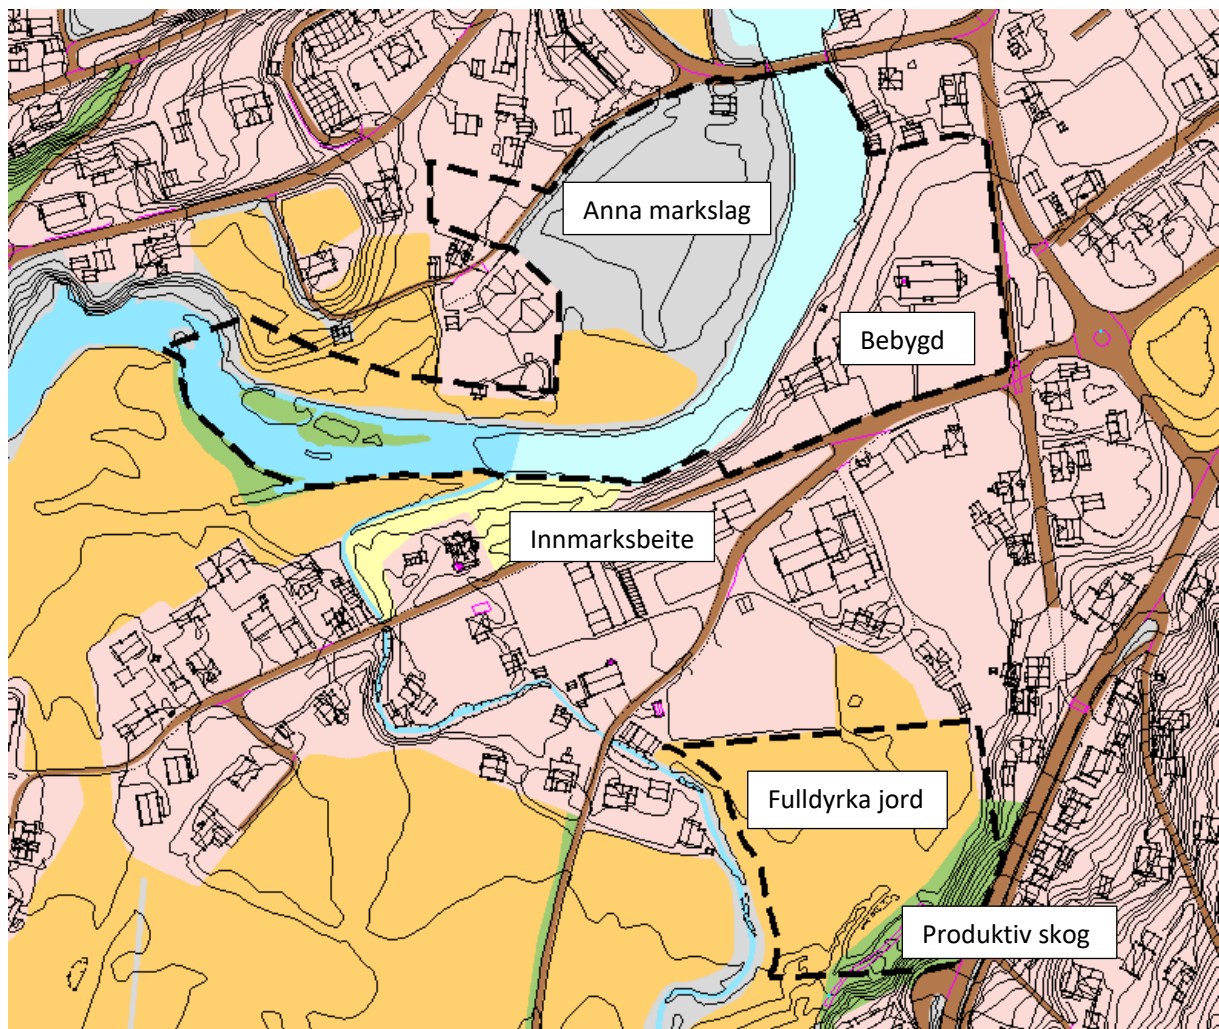 Anna markslag
Bebygd
Innmarksbeite
Fulldyrka jord
Produktiv skog